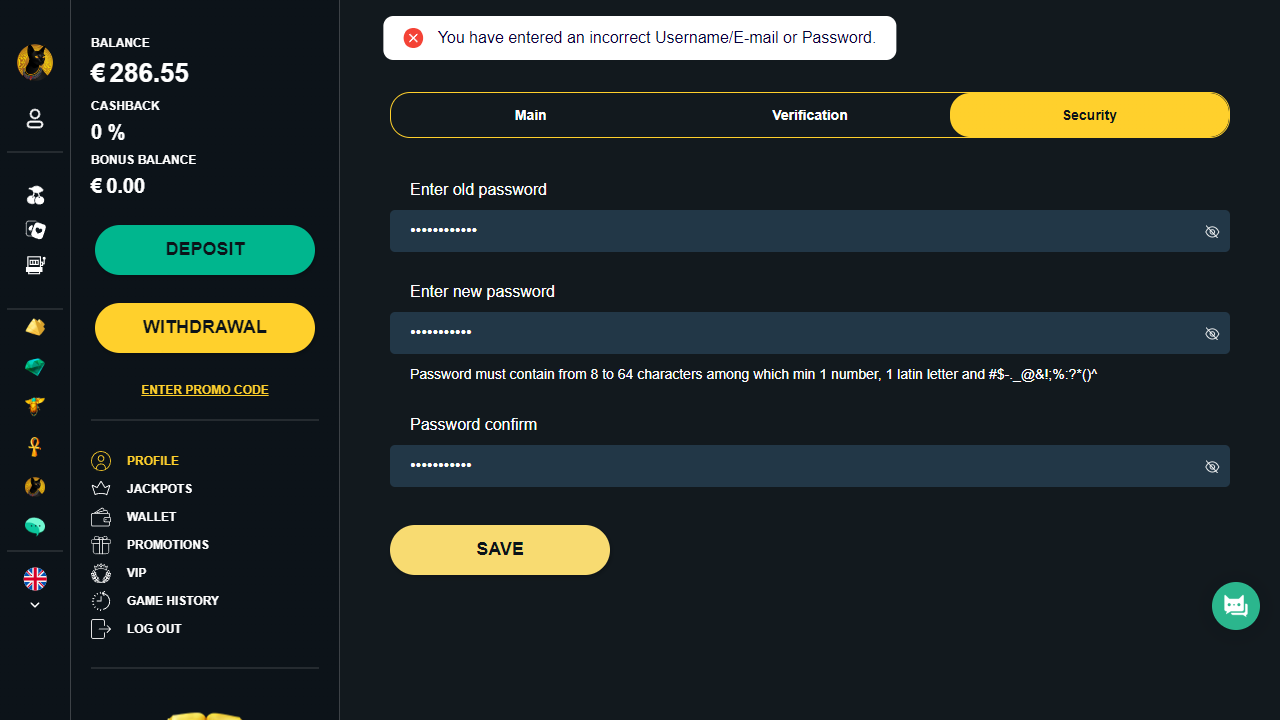 BALANCE
€ 286.55
CASHBACK
0 %
BONUS BALANCE
€ 0.00
DEPOSIT
WITHDRAWAL
ENTER PROMO CODE
PROFILE
JACKPOTS
WALLET
PROMOTIONS
VIP
GAME HISTORY
LOG OUT
You have entered an incorrect Username/E-mail or Password.
Main
Verification
Security
Enter old password
••••••••••••
Enter new password
•••••••••••
Password must contain from 8 to 64 characters among which min 1 number, 1 latin letter and #$-._@&!;%:?*()^
Password confirm
•••••••••••
SAVE